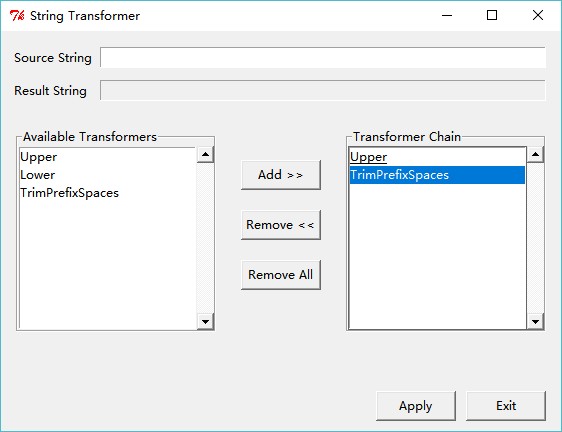 String Transformer
Source String
Result String
Available Transformers
Upper
Lower
TrimPrefixSpaces
Add >>
Remove <<
Remove All
Transformer Chain
Upper
TrimPrefixSpaces
Apply
Exit